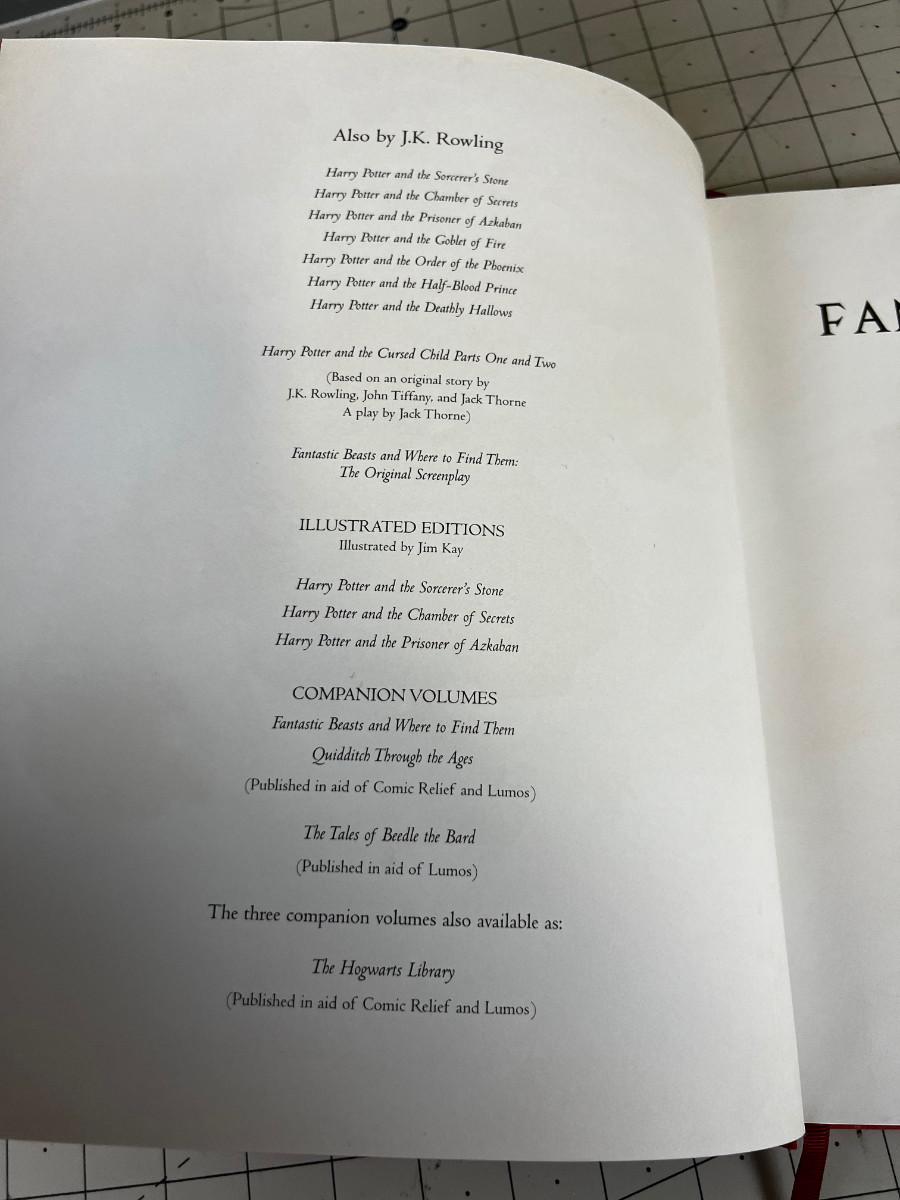 Also by J.K. Rowling
Harry Potter and the Sorcerer's Stone
Harry Potter and the Chamber of Secrets
Harry Potter and the Prisoner of Azkaban
Harry Potter and the Goblet of Fire
Harry Potter and the Order of the Phoenix
Harry Potter and the Half-Blood Prince
Harry Potter and the Deathly Hallows
Harry Potter and the Cursed Child Parts One and Two
(Based on an original story by
J.K. Rowling, John Tiffany, and Jack Thorne
A play by Jack Thorne)
Fantastic Beasts and Where to Find Them:
The Original Screenplay
ILLUSTRATED EDITIONS
Illustrated by Jim Kay
Harry Potter and the Sorcerer's Stone
Harry Potter and the Chamber of Secrets
Harry Potter and the Prisoner of Azkaban
COMPANION VOLUMES
Fantastic Beasts and Where to Find Them
Quidditch Through the Ages
(Published in aid of Comic Relief and Lumos)
The Tales of Beedle the Bard
(Published in aid of Lumos)
The three companion volumes also available as:
The Hogwarts Library
(Published in aid of Comic Relief and Lumos)